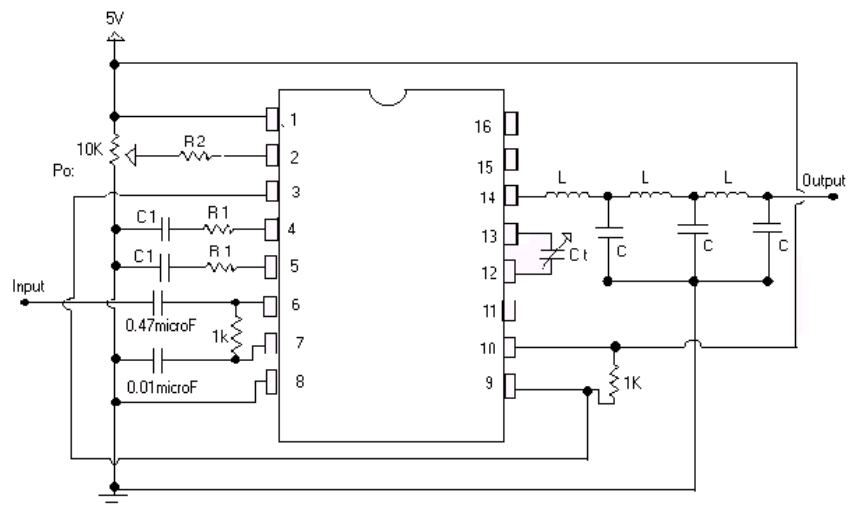 5V
10K
Po:
R2
C1
R1
C1
R1
Input
0.47microF
1k
0.01microF
1
2
3
4
5
6
7
8
16
15
14
13
12
11
10
9
L
L
L
Output
C
C
C
Ct
1K